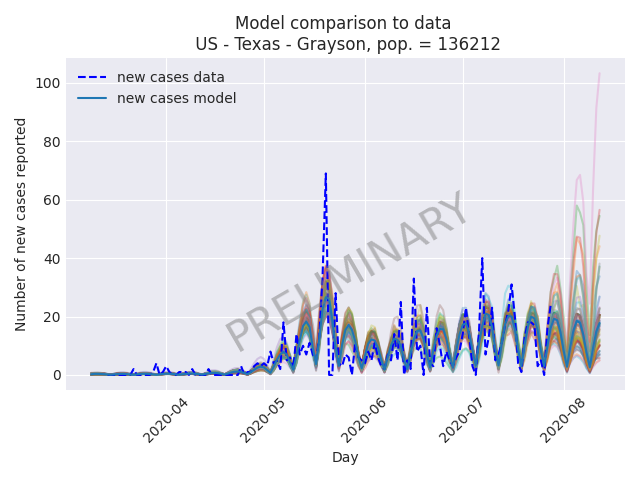 Model comparison to data
US - Texas - Grayson, pop. = 136212
new cases data
new cases model
Number of new cases reported
100
80
60
40
20
0
PRELIMINARY
2020-04
2020-05
2020-06
2020-07
2020-08
Day